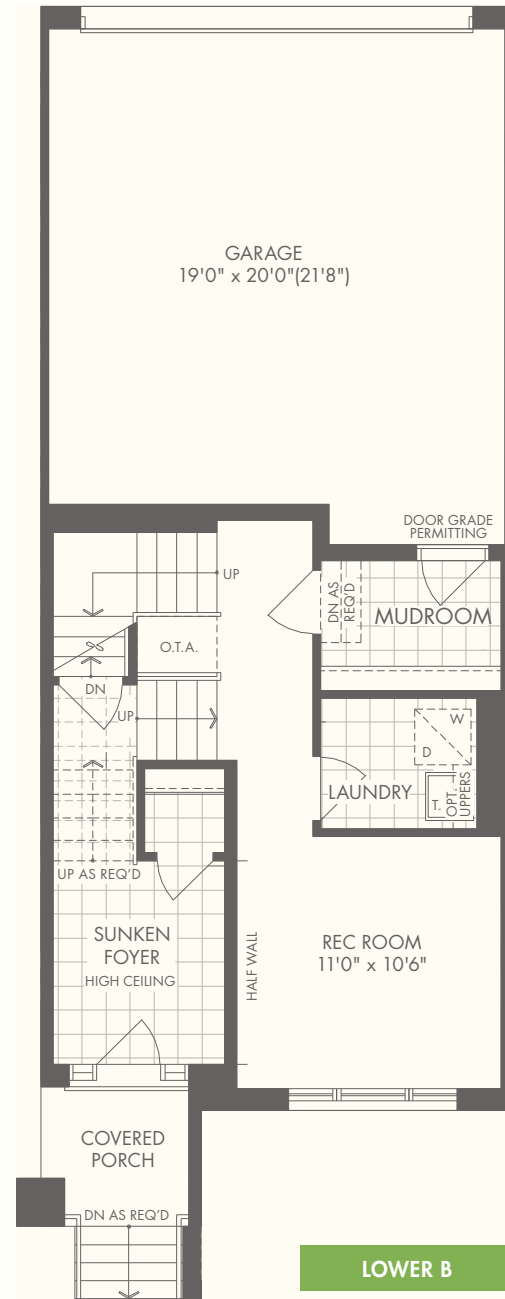 GARAGE
19'0" x 20'0"(21'8")
DOOR GRADE
PERMITTING
UP
DN AS
REQ'D
MUDROOM
O.T.A.
DN
UP
W
D
LAUNDRY
T.
OPT.
UPPERS
UP AS REQ'D
SUNKEN
FOYER
HIGH CEILING
HALF WALL
REC ROOM
11'0" x 10'6"
COVERED
PORCH
DN AS REQ'D
LOWER B